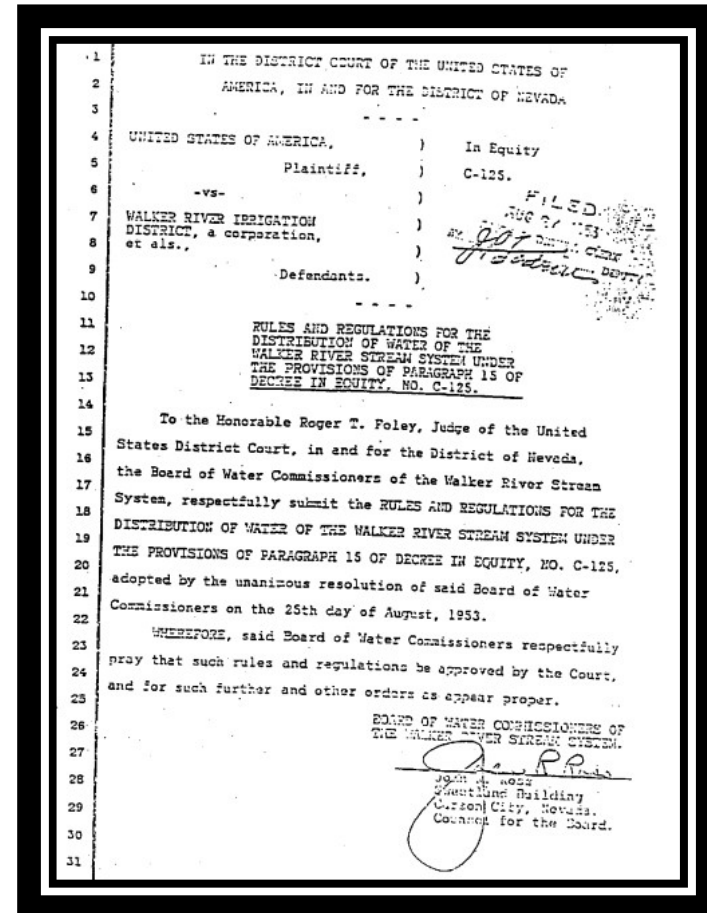 1 IN THE DISTRICT COURT OF THE UNITED STATES OF
2 AMERICA, IN AND FOR THE DISTRICT OF NEVADA
3 - - - -
4 UNITED STATES OF AMERICA, ) In Equity
5 Plaintiff, ) C-125.
6 -vs- )
FILED
7 WALKER RIVER IRRIGATION )
DISTRICT, a corporation,
8 et als., )
9 Defendants. )
10 - - - -
11 RULES AND REGULATIONS FOR THE
DISTRIBUTION OF WATER OF THE
12 WALKER RIVER STREAM SYSTEM UNDER
THE PROVISIONS OF PARAGRAPH 15 OF
13 DECREE IN EQUITY, NO. C-125.
14
15 To the Honorable Roger T. Foley, Judge of the United
16 States District Court, in and for the District of Nevada,
17 the Board of Water Commissioners of the Walker River Stream
18 System, respectfully submit the RULES AND REGULATIONS FOR THE
19 DISTRIBUTION OF WATER OF THE WALKER RIVER STREAM SYSTEM UNDER
20 THE PROVISIONS OF PARAGRAPH 15 OF DECREE IN EQUITY, NO. C-125,
21 adopted by the unanimous resolution of said Board of Water
22 Commissioners on the 25th day of August, 1953.
23 WHEREFORE, said Board of Water Commissioners respectfully
24 pray that such rules and regulations be approved by the Court,
25 and for such further and other orders as appear proper.
26 BOARD OF WATER COMMISSIONERS OF
THE WALKER RIVER STREAM SYSTEM.
27
28 Building
29 Carson City, Nevada.
Counsel for the Board.
30
31